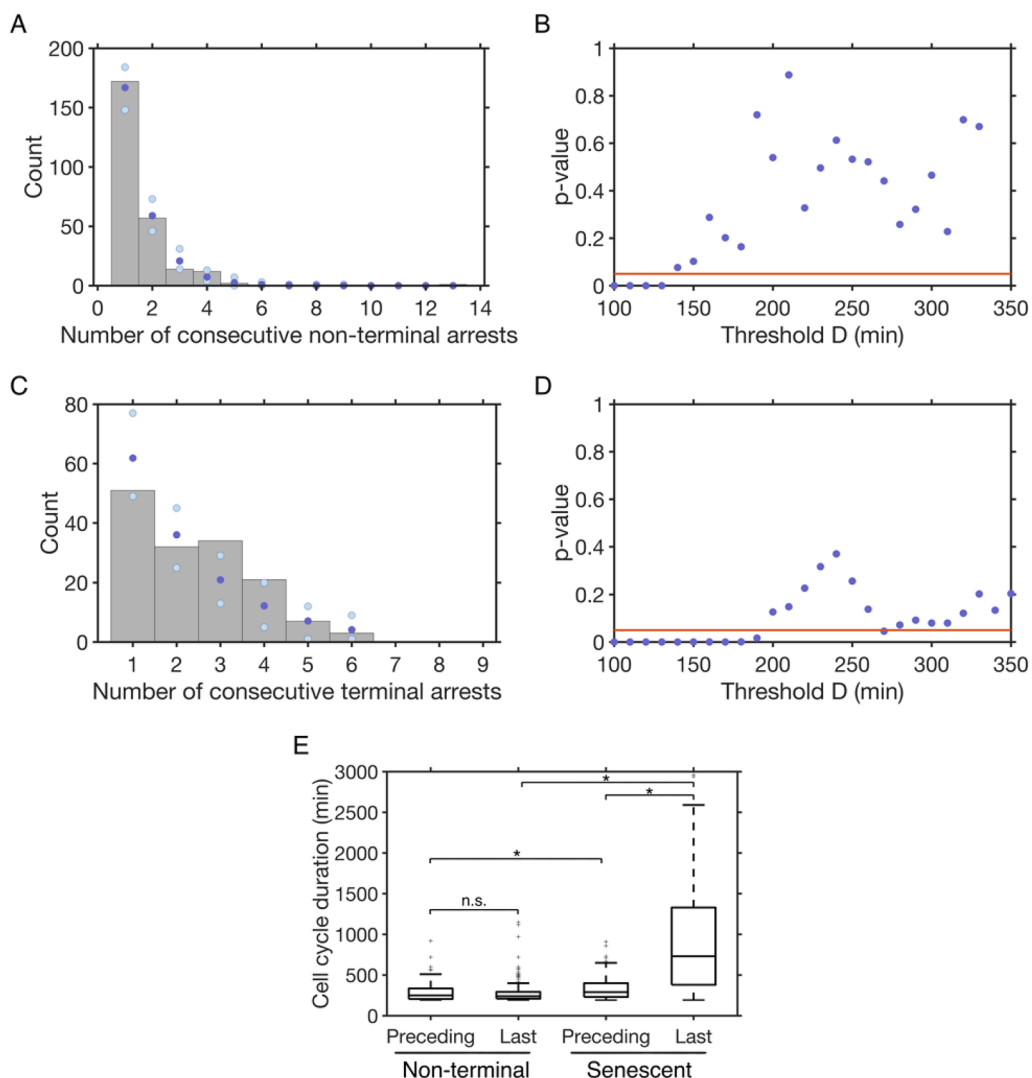 A
200
150
100
50
0
Count
0 2 4 6 8 10 12 14
Number of consecutive non-terminal arrests
B
1
0.8
0.6
0.4
0.2
0
p-value
100 150 200 250 300 350
Threshold D (min)
C
80
60
40
20
0
Count
1 2 3 4 5 6 7 8 9
Number of consecutive terminal arrests
D
1
0.8
0.6
0.4
0.2
0
p-value
100 150 200 250 300 350
Threshold D (min)
E
3000
2500
2000
1500
1000
500
0
Cell cycle duration (min)
*
*
*
n.s.
Preceding Last Preceding Last
Non-terminal Senescent